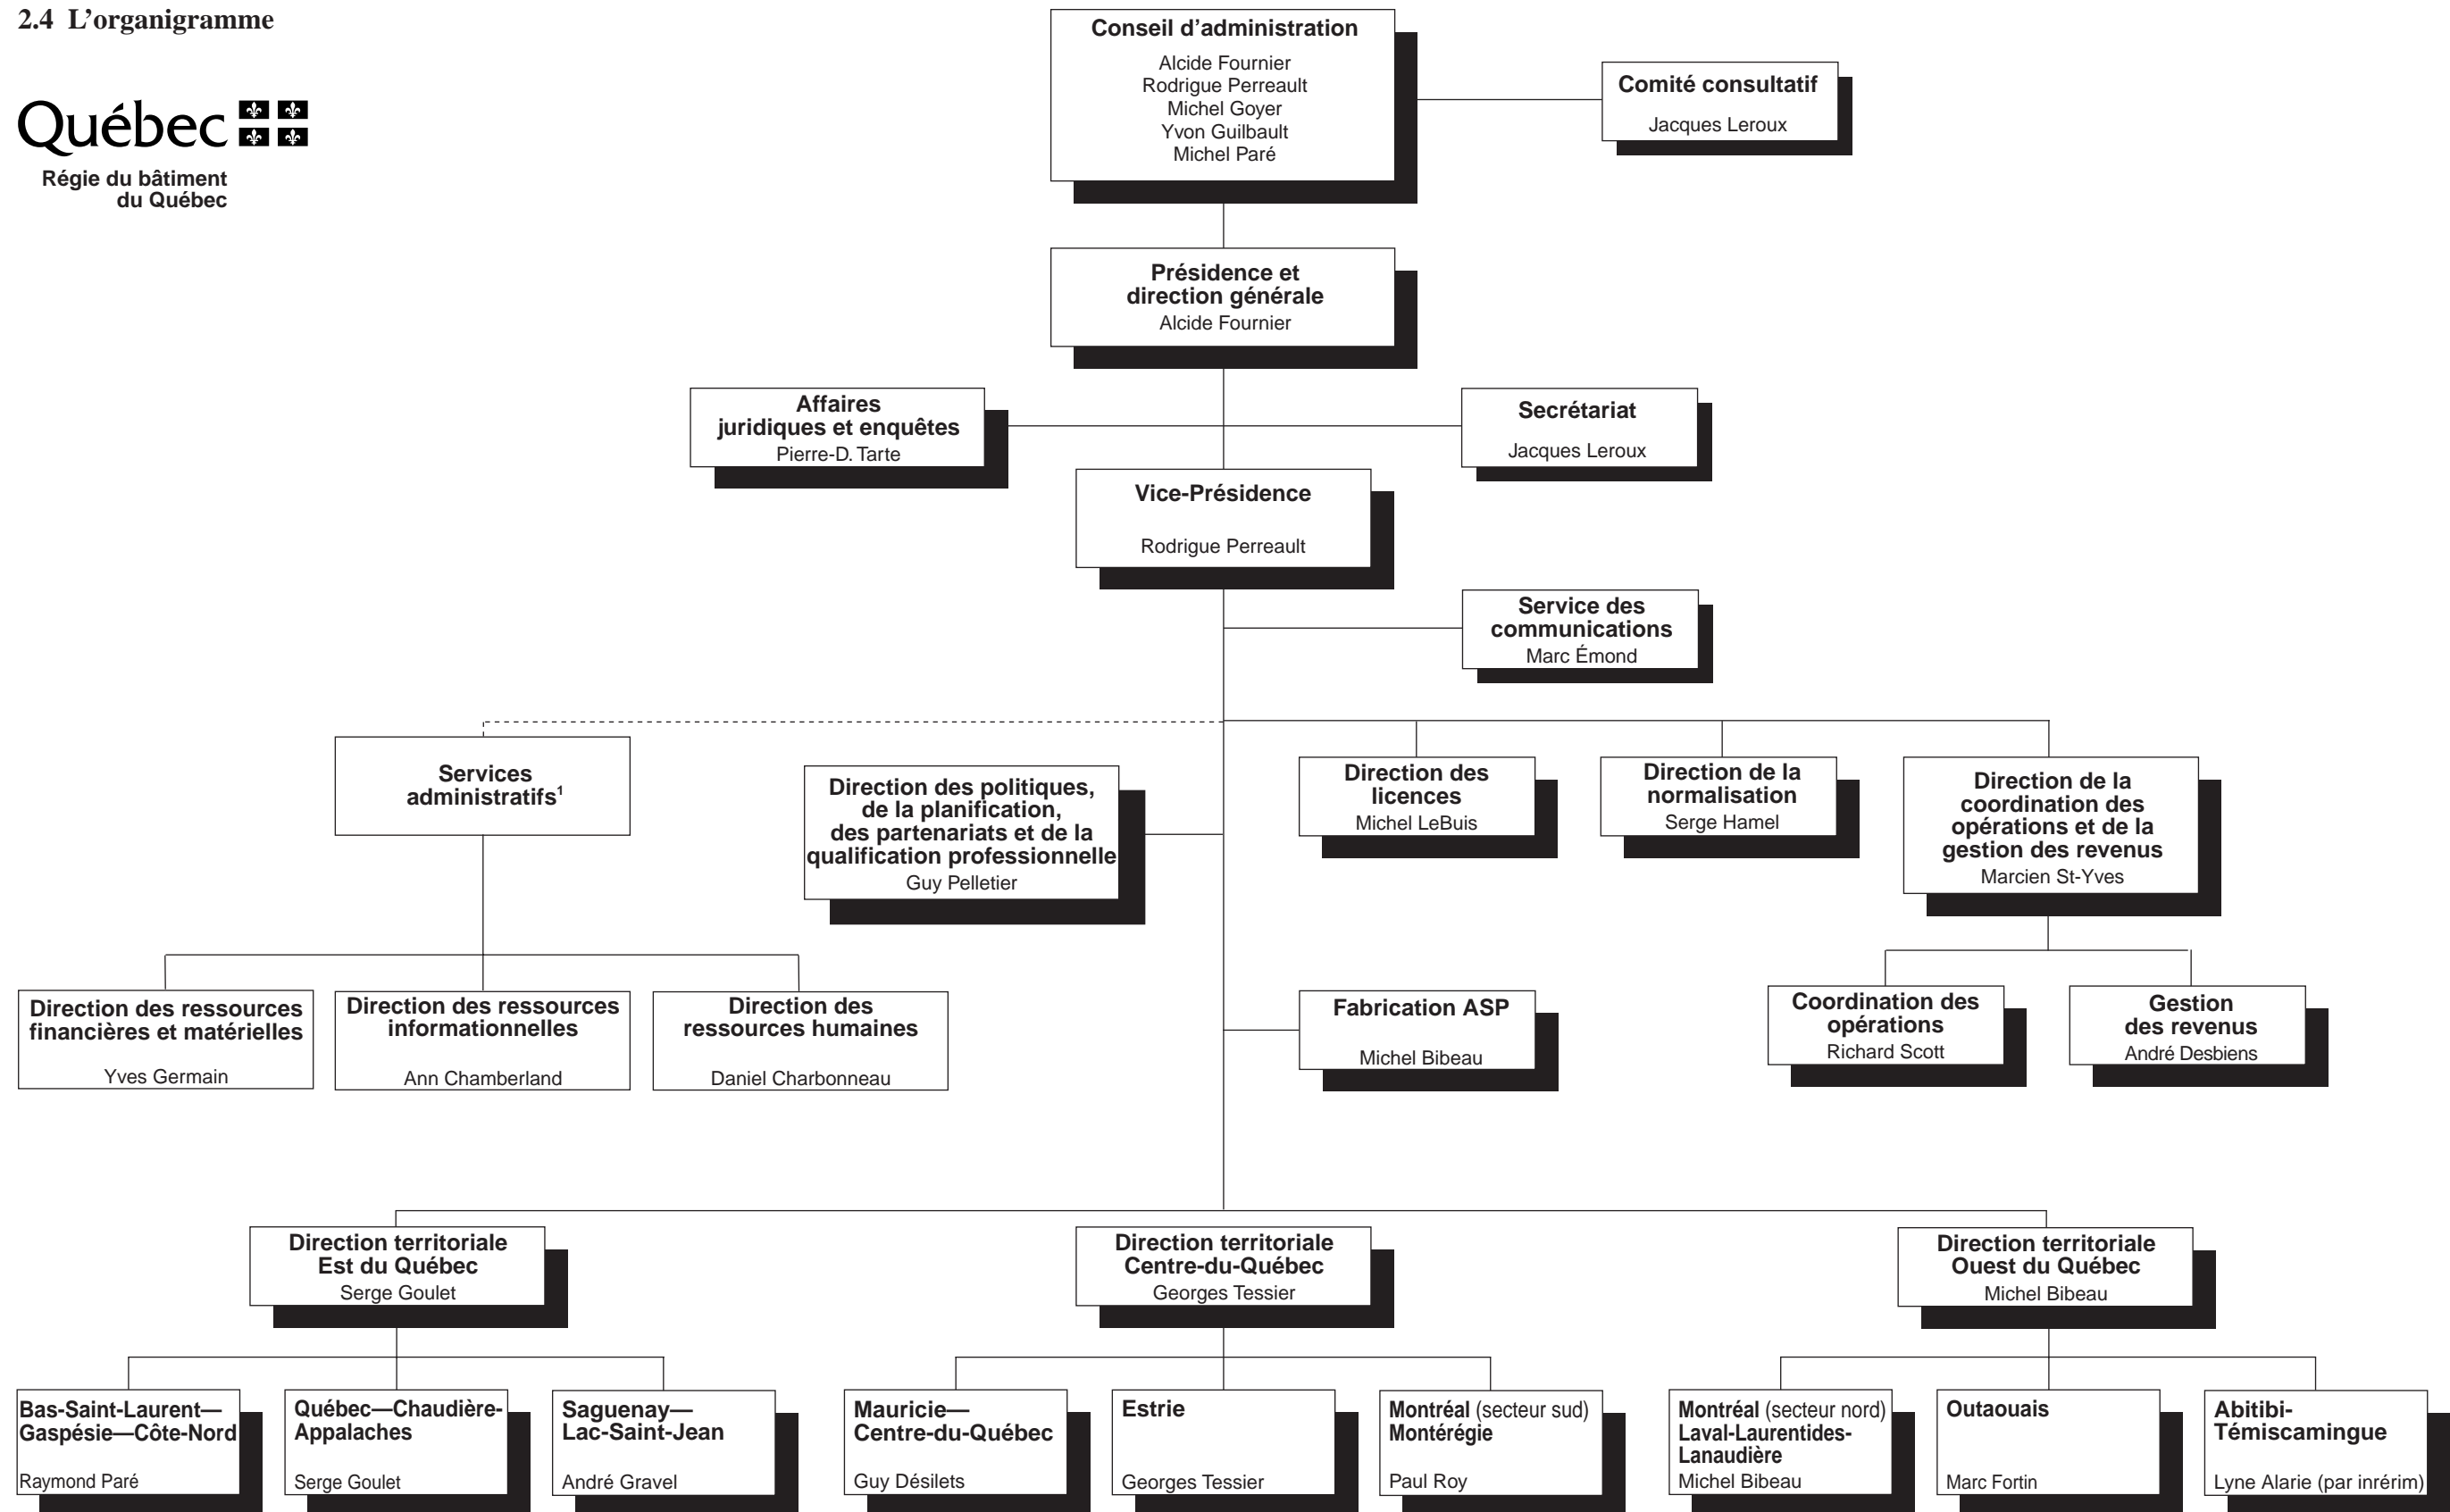 2.4 L'organigramme
Québec
Régie du bâtiment
du Québec
Conseil d'administration
Alcide Fournier
Rodrigue Perreault
Michel Goyer
Yvon Guilbault
Michel Paré
Comité consultatif
Jacques Leroux
Présidence et
direction générale
Alcide Fournier
Affaires
juridiques et enquêtes
Pierre-D. Tarte
Secrétariat
Jacques Leroux
Vice-Présidence
Rodrigue Perreault
Service des
communications
Marc Émond
Services
administratifs¹
Direction des politiques,
de la planification,
des partenariats et de la
qualification professionnelle
Guy Pelletier
Direction des
licences
Michel LeBuis
Direction de la
normalisation
Serge Hamel
Direction de la
coordination des
opérations et de la
gestion des revenus
Marcien St-Yves
Direction des ressources
financières et matérielles
Yves Germain
Direction des ressources
informationnelles
Ann Chamberland
Direction des
ressources humaines
Daniel Charbonneau
Fabrication ASP
Michel Bibeau
Coordination des
opérations
Richard Scott
Gestion
des revenus
André Desbiens
Direction territoriale
Est du Québec
Serge Goulet
Direction territoriale
Centre-du-Québec
Georges Tessier
Direction territoriale
Ouest du Québec
Michel Bibeau
Bas-Saint-Laurent—
Gaspésie—Côte-Nord
Raymond Paré
Québec—Chaudière-
Appalaches
Serge Goulet
Saguenay—
Lac-Saint-Jean
André Gravel
Mauricie—
Centre-du-Québec
Guy Désilets
Estrie
Georges Tessier
Montréal (secteur sud)
Montérégie
Paul Roy
Montréal (secteur nord)
Laval-Laurentides-
Lanaudière
Michel Bibeau
Outaouais
Marc Fortin
Abitibi-
Témiscamingue
Lyne Alarie (par inrérim)